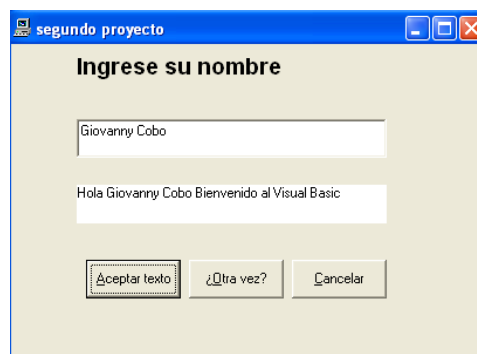 segundo proyecto
Ingrese su nombre
Giovanny Cobo
Hola Giovanny Cobo Bienvenido al Visual Basic
Aceptar texto ¿Otra vez? Cancelar